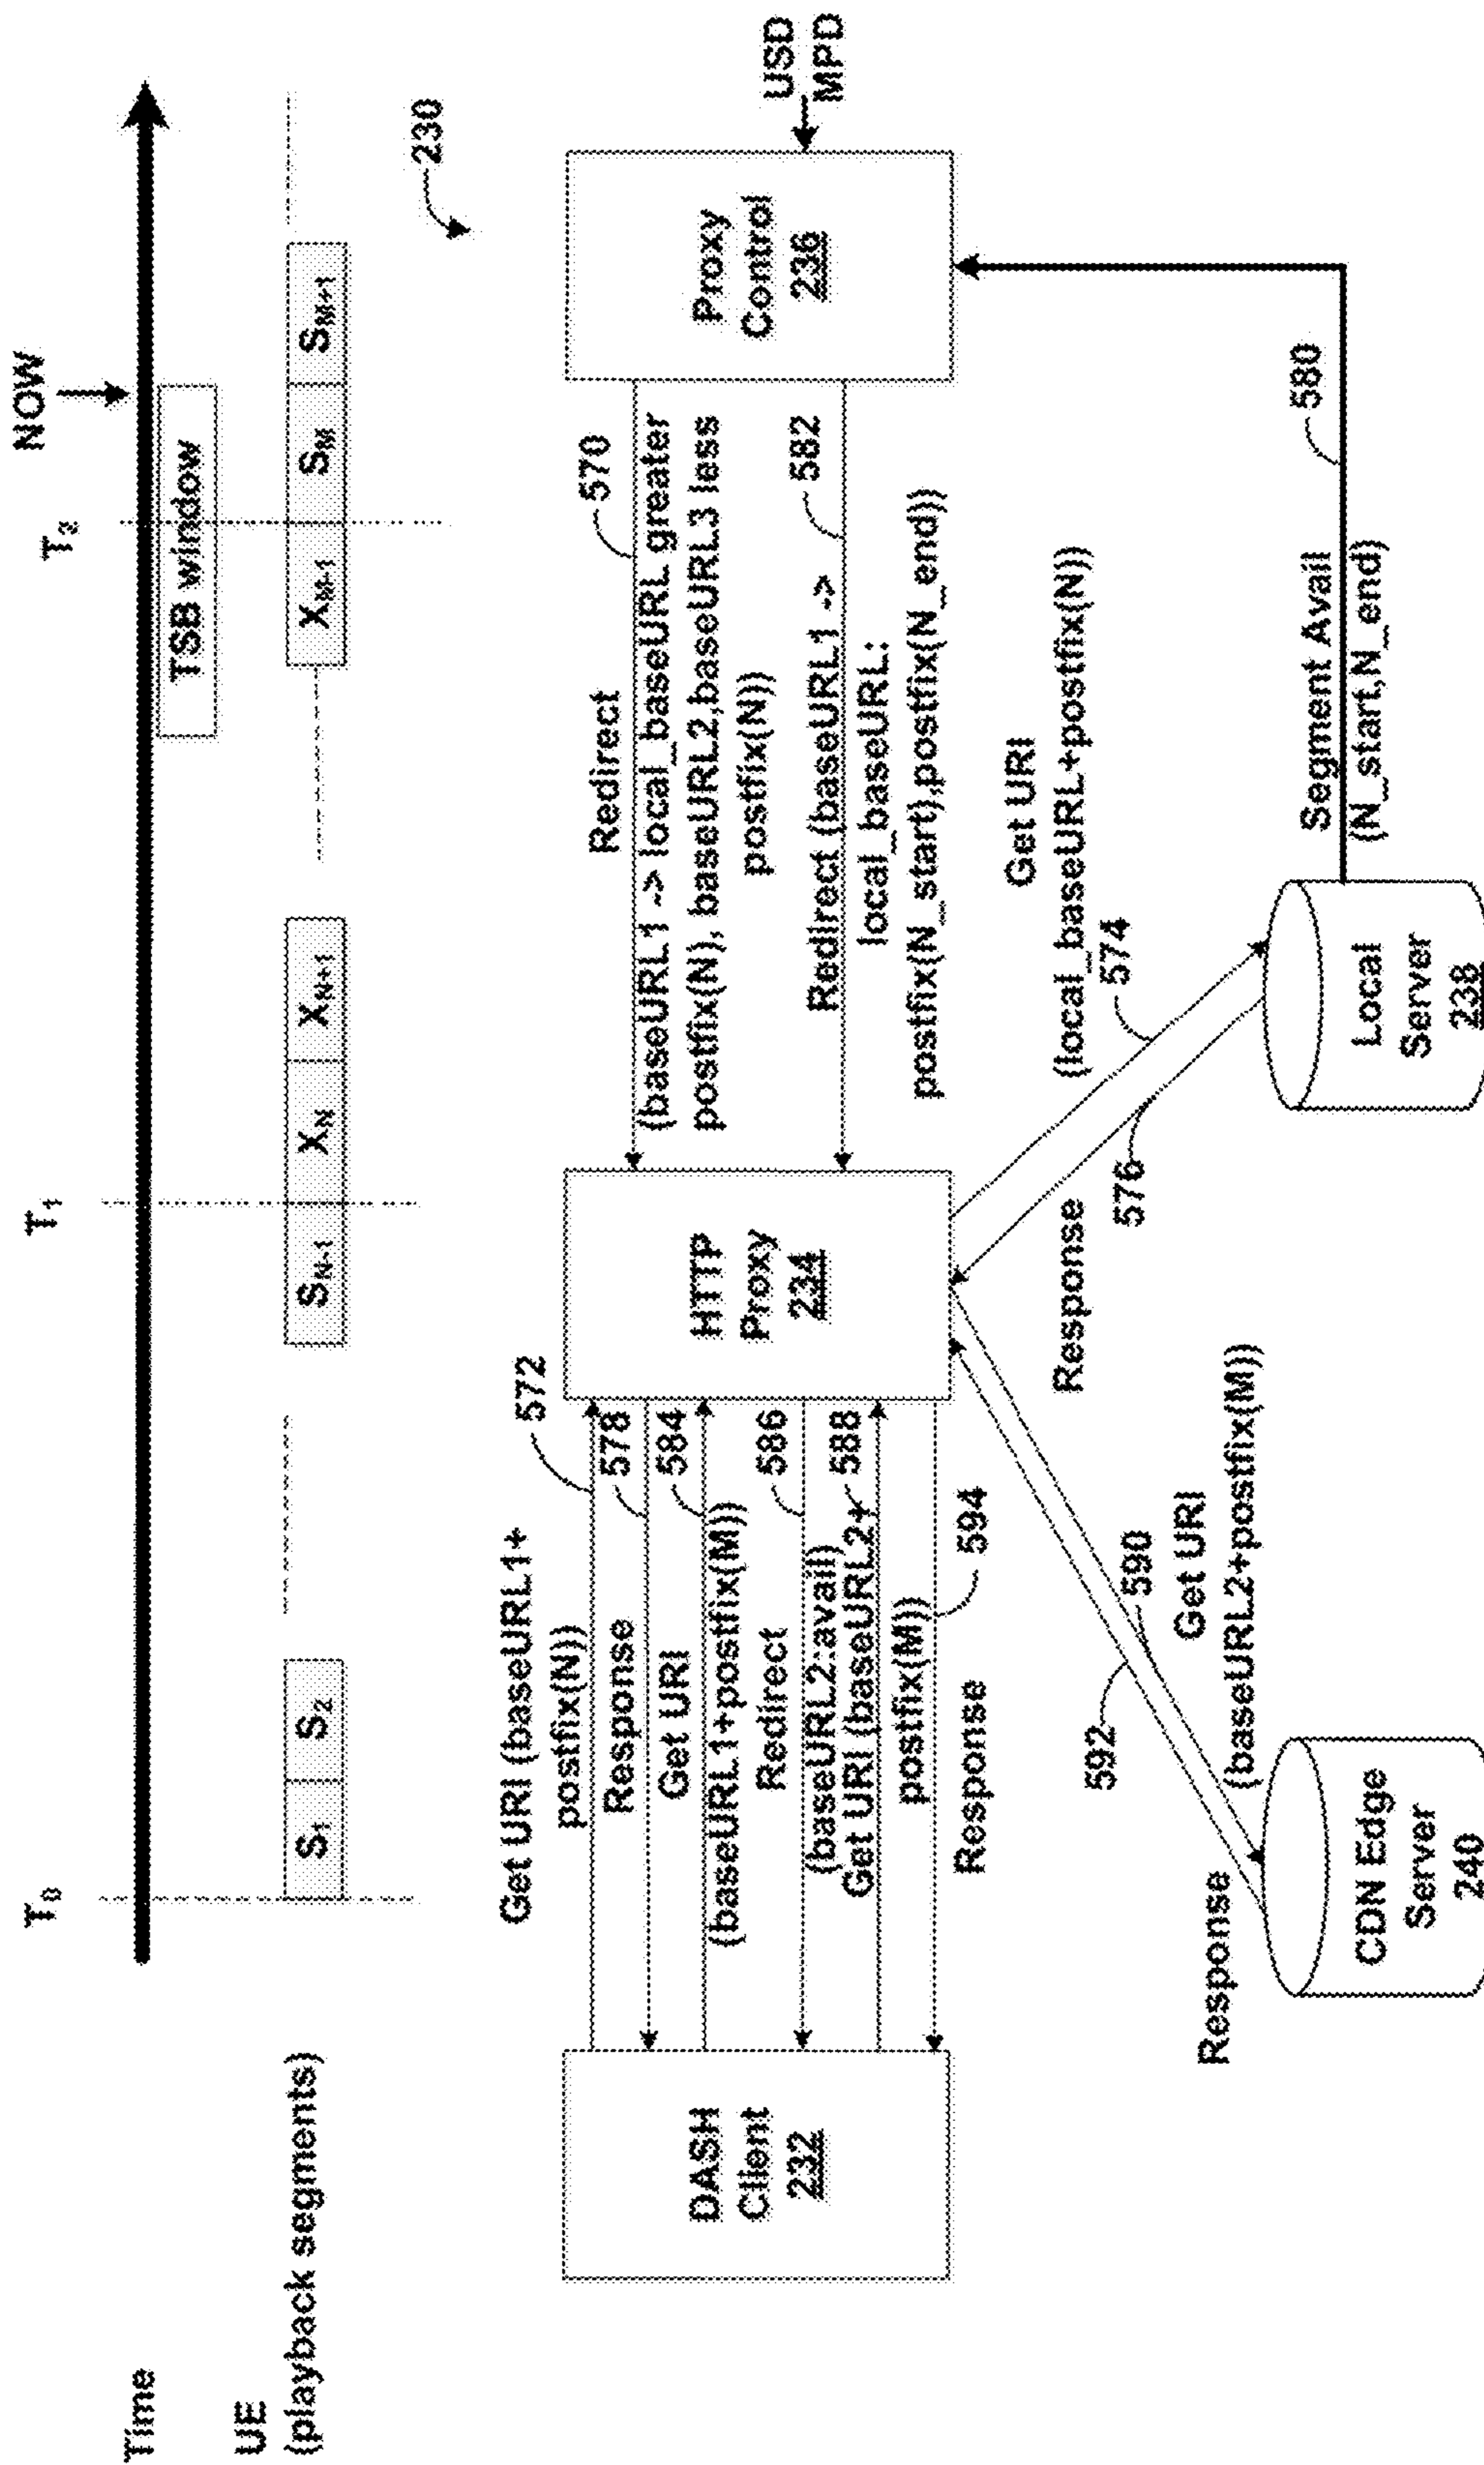 Time
T0
T1
T2
NOW
TSB window
UE
(playback segments)
S1
S2
SN-1
XN
XN+1
XM-1
SM
SM+1
230
DASH
Client
232
Get URI (baseURL1+
postfix(N))
572
Response
578
Get URI
(baseURL1+postfix(M))
584
Redirect
(baseURL2:avail)
586
Get URI (baseURL2+
postfix(M))
588
Response
594
HTTP
Proxy
234
Redirect
(baseURL1 -> local_baseURL greater
postfix(N), baseURL2,baseURL3 less
postfix(N))
570
Redirect (baseURL1 ->
local_baseURL:
postfix(N_start),postfix(N_end))
582
Proxy
Control
236
USD
MPD
Get URI
(local_baseURL+postfix(N))
574
Response
576
Segment Avail
(N_start,N_end)
580
Get URI
(baseURL2+postfix(M))
590
592
Response
CDN Edge
Server
240
Local
Server
238